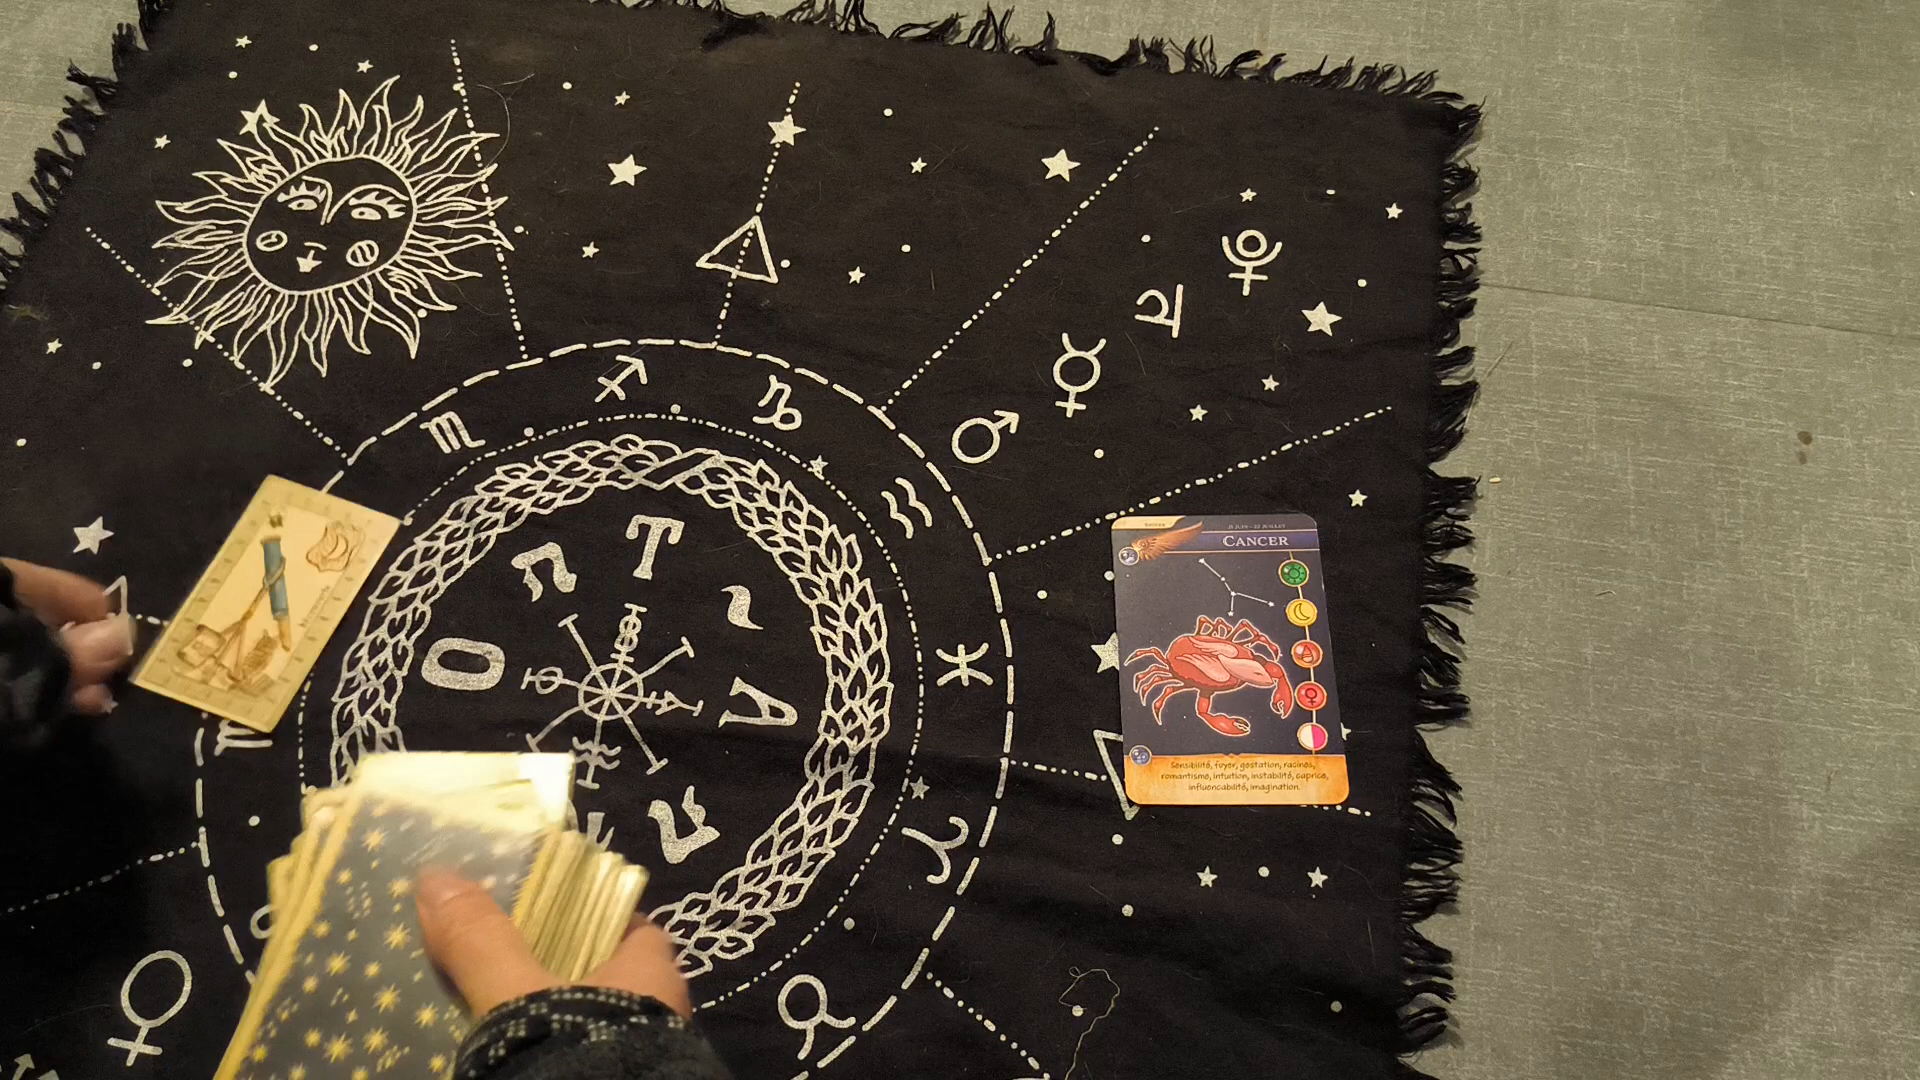 21 Juin - 22 Juillet
CANCER
T
A
O
Sensibilité, foyer, gestation, racines,
romantisme, intuition, instabilité, caprice,
influençabilité, imagination.